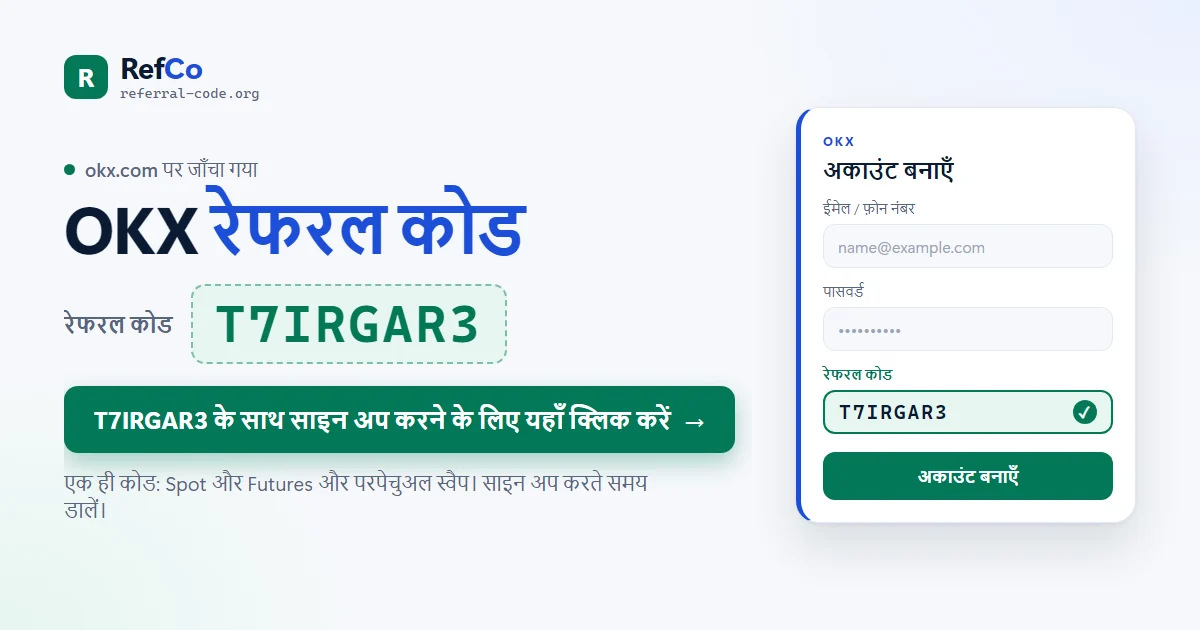 R
RefCo
referral-code.org
okx.com पर जाँचा गया
OKX रेफरल कोड
रेफरल कोड T7IRGAR3
T7IRGAR3 के साथ साइन अप करने के लिए यहाँ क्लिक करें →
एक ही कोड: Spot और Futures और परपेचुअल स्वैप। साइन अप करते समय
डालें।
OKX
अकाउंट बनाएँ
ईमेल / फ़ोन नंबर
name@example.com
पासवर्ड
••••••••••
रेफरल कोड
T7IRGAR3 ✓
अकाउंट बनाएँ